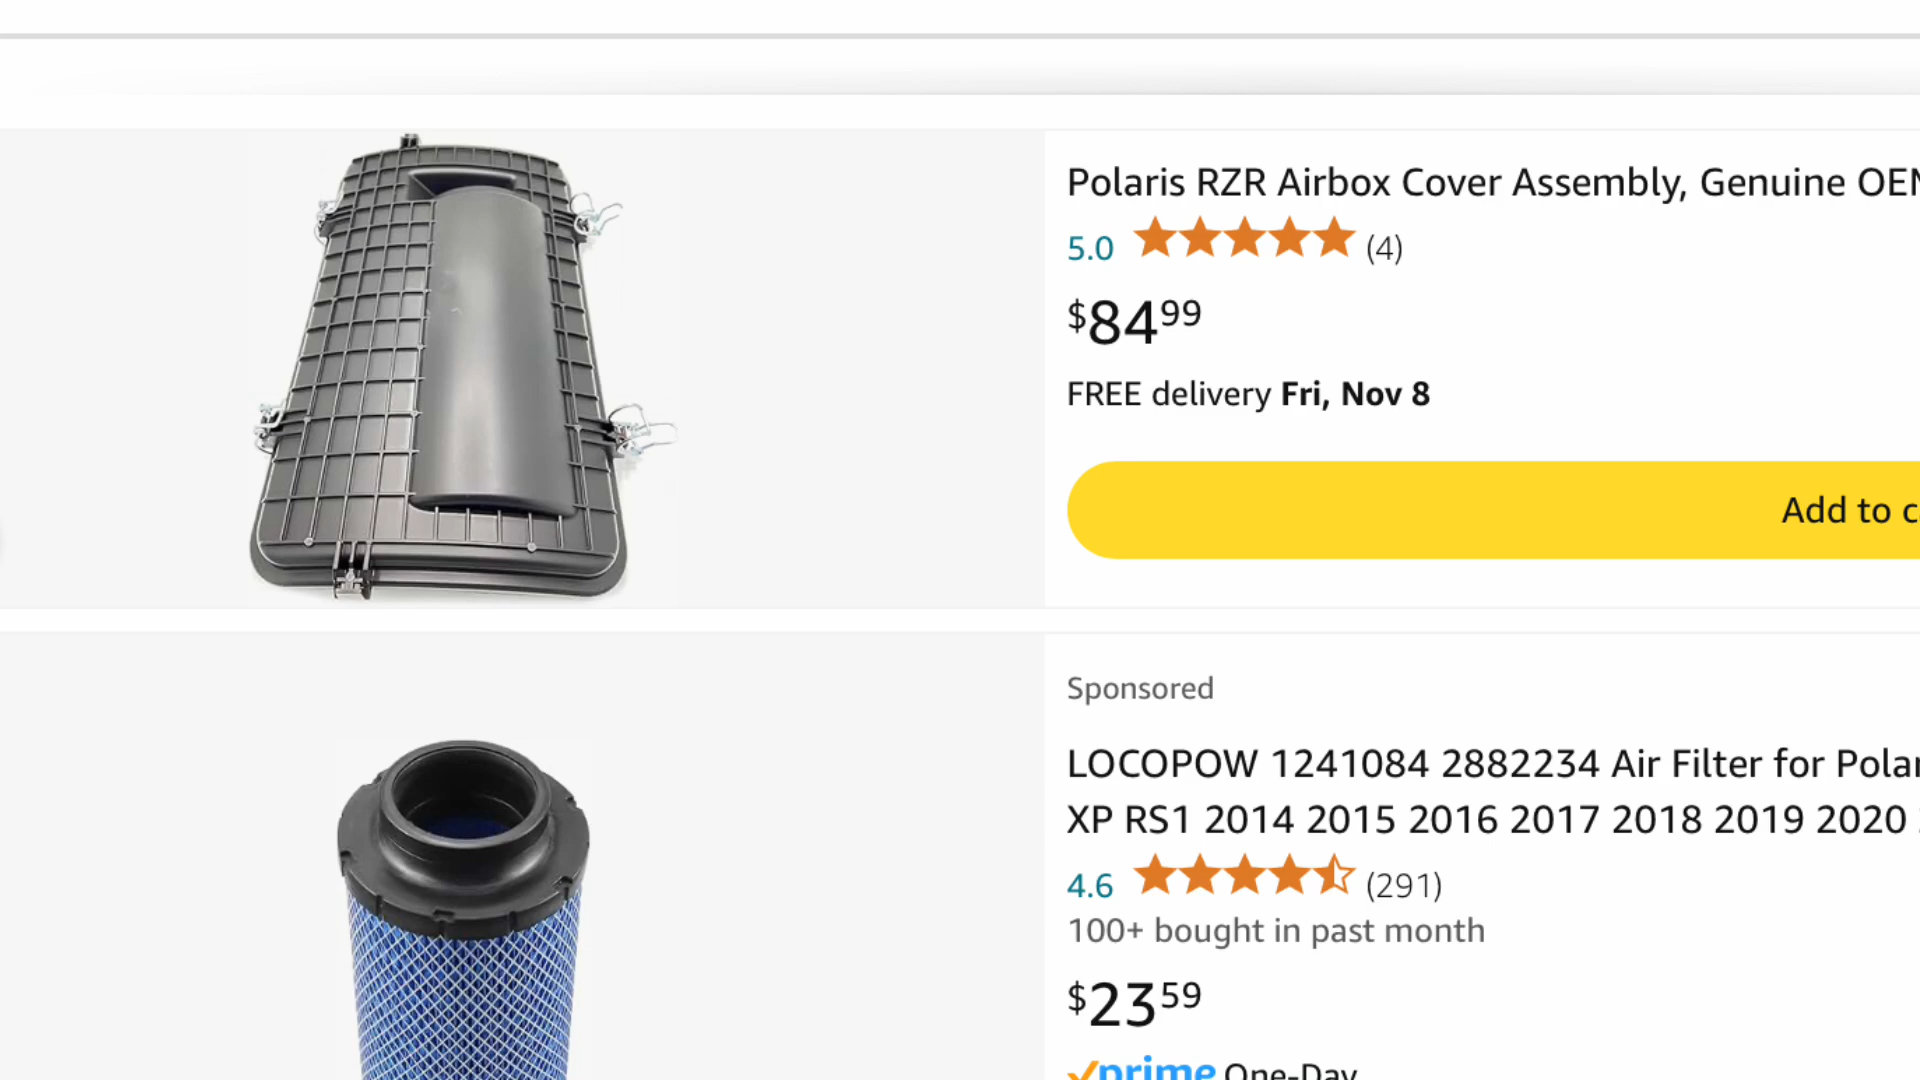 Polaris RZR Airbox Cover Assembly, Genuine OEM
5.0 (4)
$84.99
FREE delivery Fri, Nov 8
Add to
Sponsored
LOCOPOW 1241084 2882234 Air Filter for
XP RS1 2014 2015 2016 2017 2018 2019 2020
4.6 (291)
100+ bought in past month
$23.59
prime One-Day